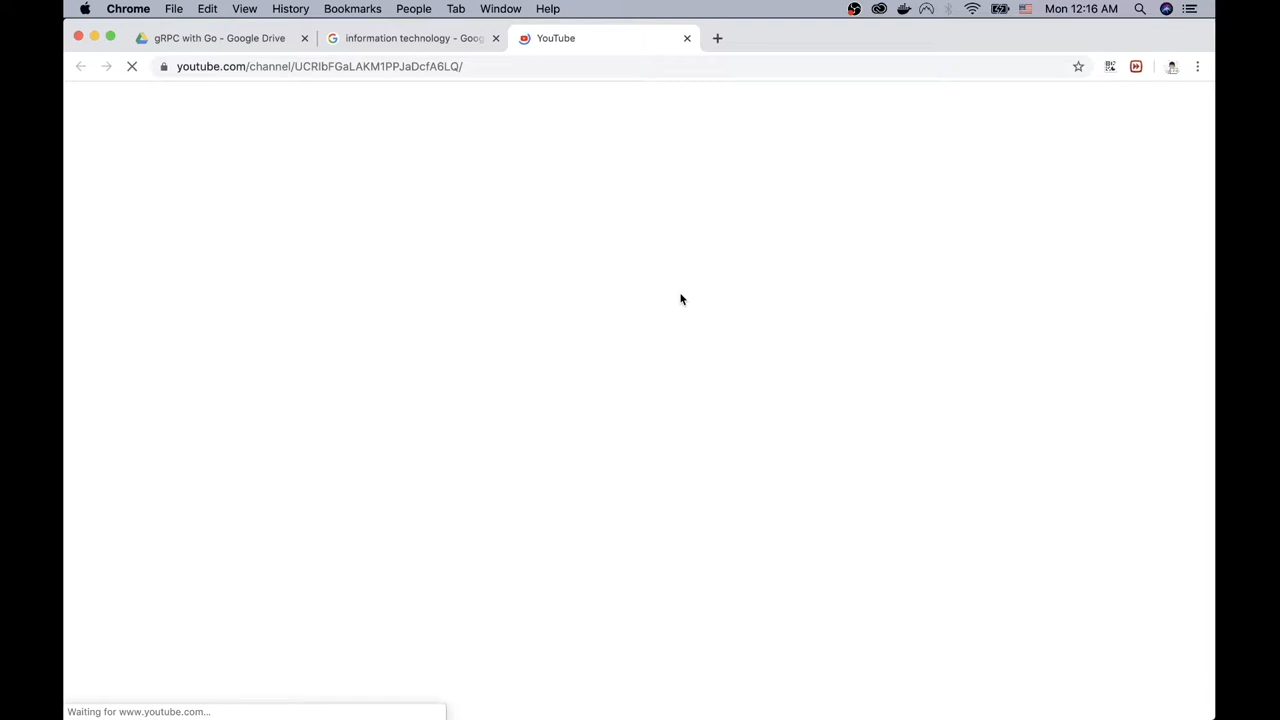 Chrome File Edit View History Bookmarks People Tab Window Help Mon 12:16 AM
gRPC with Go - Google Drive information technology - Goog YouTube
youtube.com/channel/UCRIbFGaLAKM1PPJaDcfA6LQ/
Waiting for www.youtube.com...